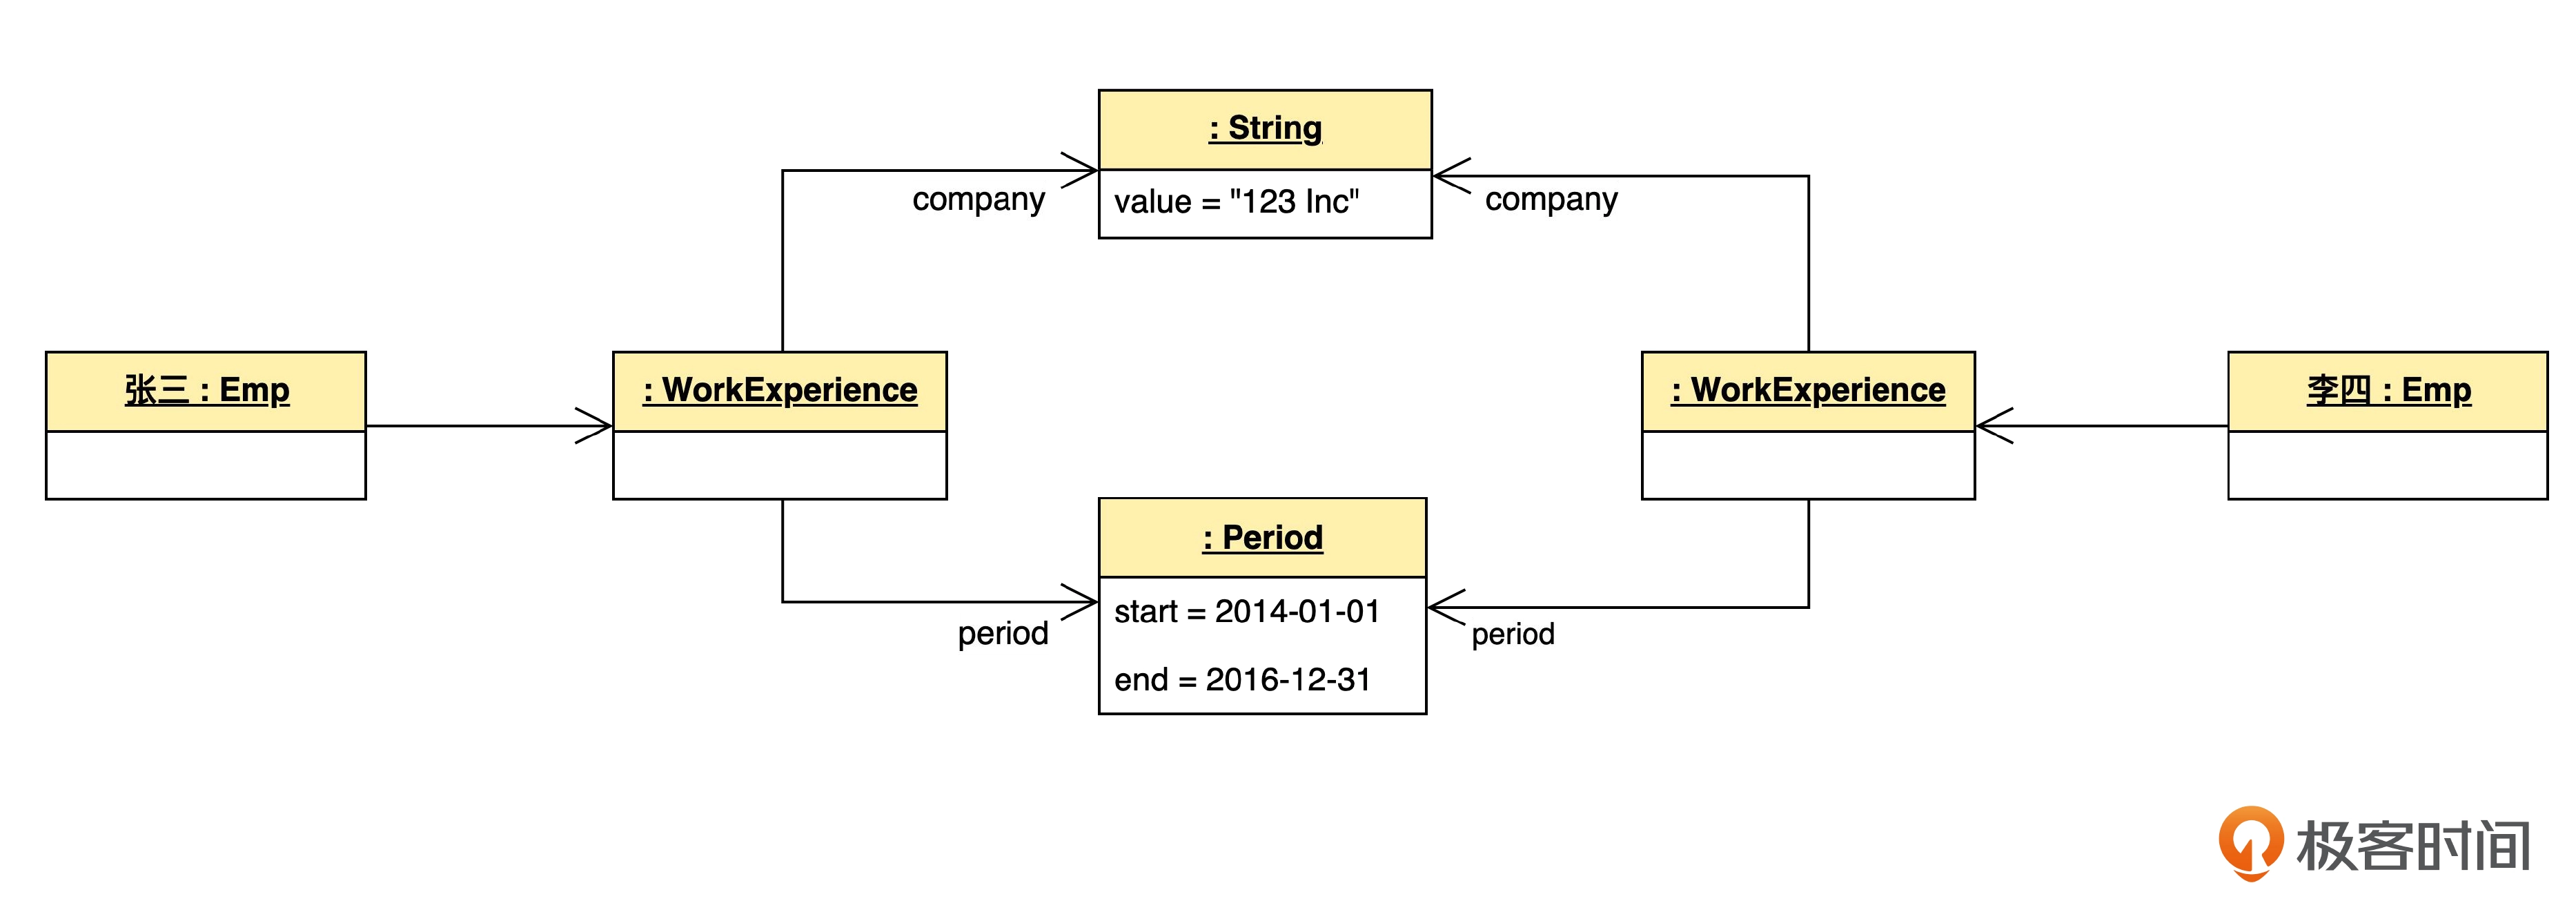 : String
value = "123 Inc"
company
company
张三 : Emp
: WorkExperience
: WorkExperience
李四 : Emp
: Period
start = 2014-01-01
end = 2016-12-31
period
period
极客时间